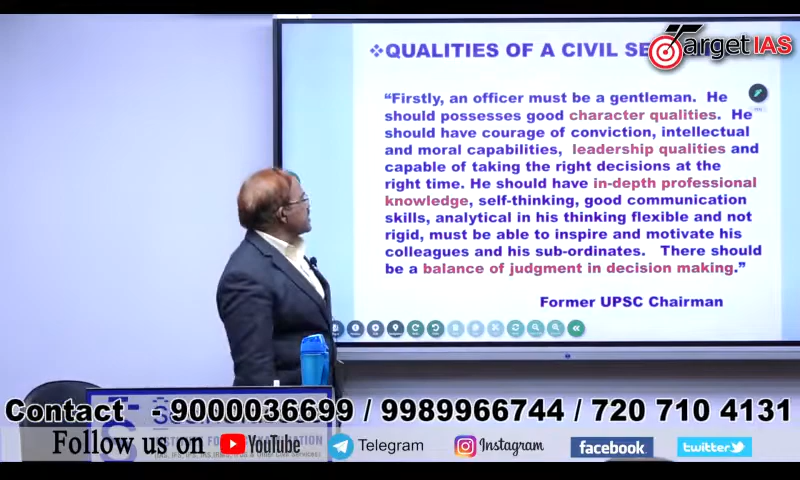 ❖QUALITIES OF A CIVIL SE
Target IAS
“Firstly, an officer must be a gentleman. He
should possesses good character qualities. He
should have courage of conviction, intellectual
and moral capabilities, leadership qualities and
capable of taking the right decisions at the
right time. He should have in-depth professional
knowledge, self-thinking, good communication
skills, analytical in his thinking flexible and not
rigid, must be able to inspire and motivate his
colleagues and his sub-ordinates. There should
be a balance of judgment in decision making.”
Former UPSC Chairman
Contact - 9000036699 / 9989966744 / 720 710 4131
Follow us on YouTube Telegram Instagram facebook twitter